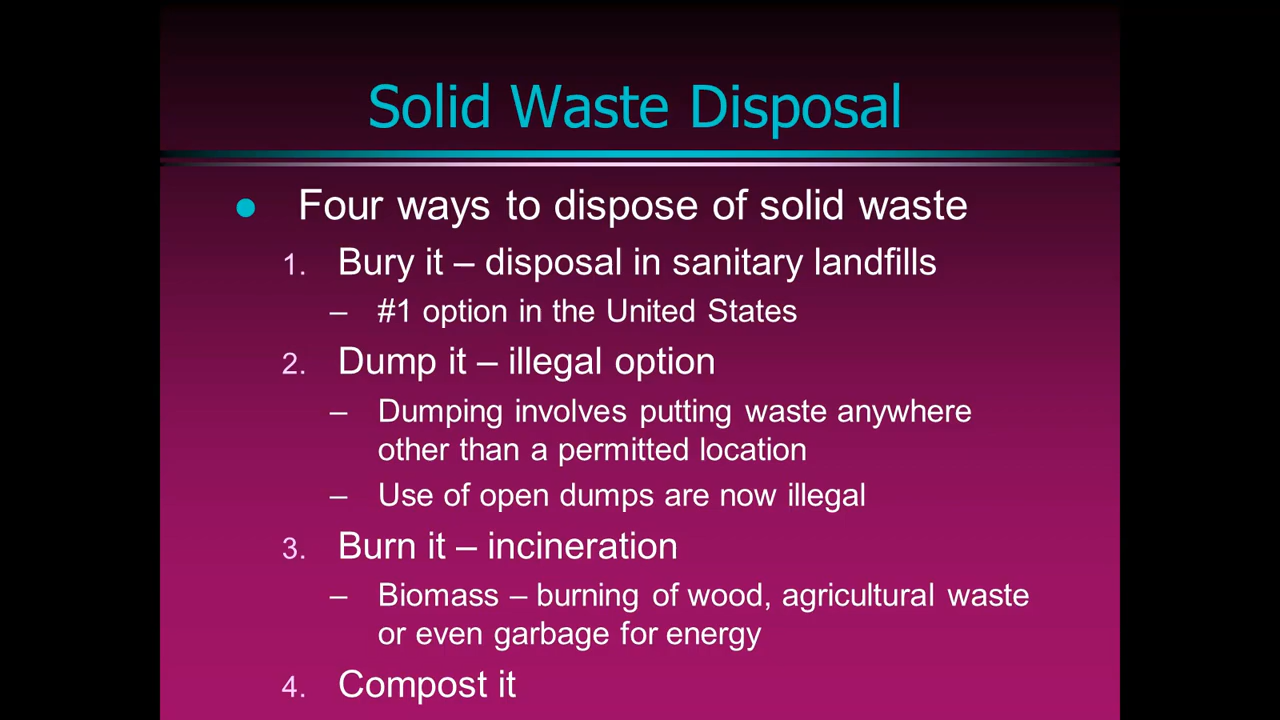 Solid Waste Disposal
● Four ways to dispose of solid waste
1. Bury it – disposal in sanitary landfills
– #1 option in the United States
2. Dump it – illegal option
– Dumping involves putting waste anywhere
other than a permitted location
– Use of open dumps are now illegal
3. Burn it – incineration
– Biomass – burning of wood, agricultural waste
or even garbage for energy
4. Compost it